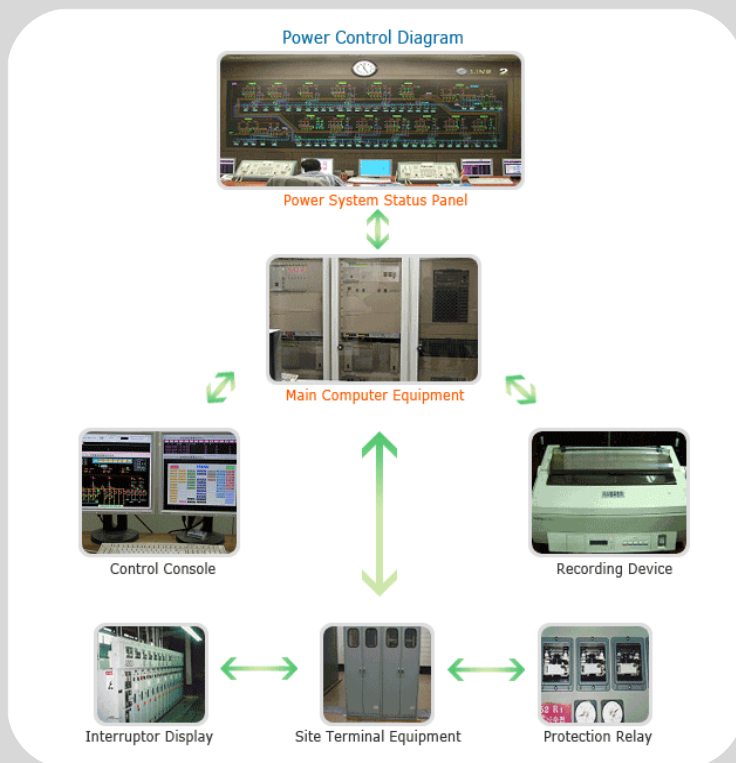 Power Control Diagram
Power System Status Panel
Main Computer Equipment
Control Console
Recording Device
Interruptor Display
Site Terminal Equipment
Protection Relay